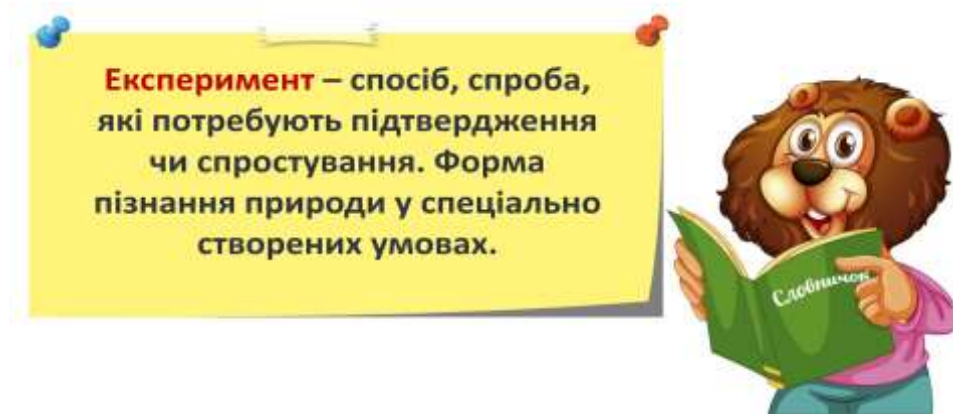 Експеримент – спосіб, спроба,
які потребують підтвердження
чи спростування. Форма
пізнання природи у спеціально
створених умовах.
Словничок